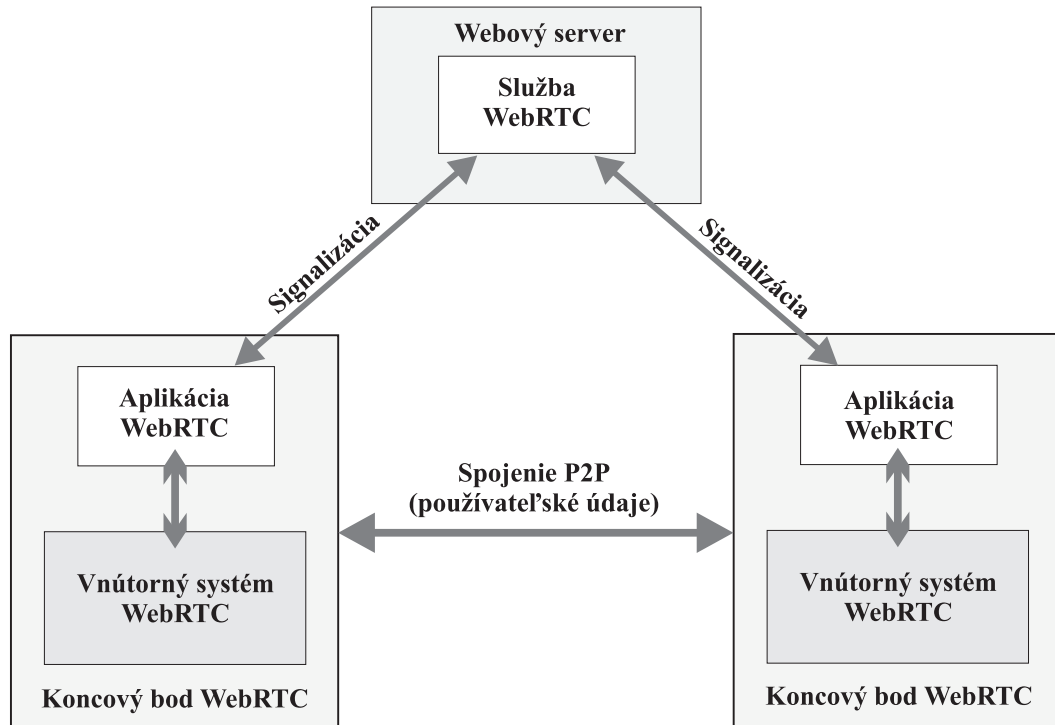 Webový server
Služba
WebRTC
Signalizácia
Signalizácia
Aplikácia
WebRTC
Aplikácia
WebRTC
Spojenie P2P
(používateľské údaje)
Vnútorný systém
WebRTC
Vnútorný systém
WebRTC
Koncový bod WebRTC
Koncový bod WebRTC